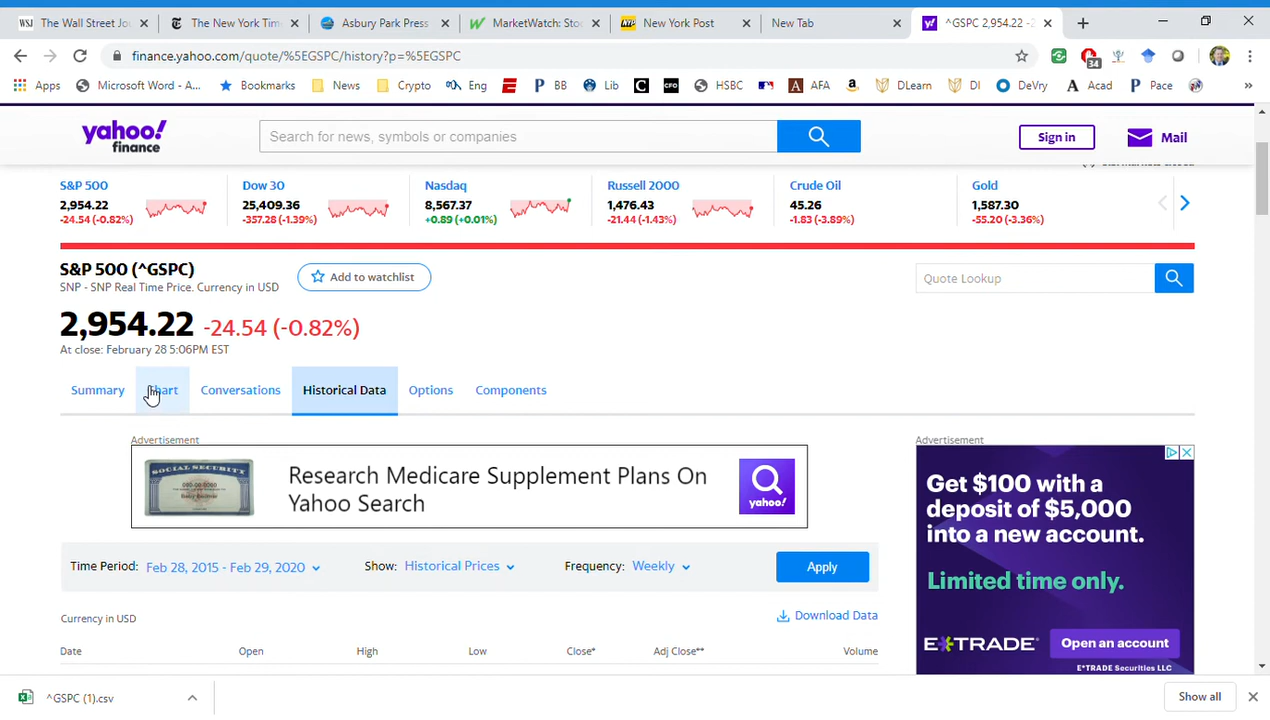 WSJ The Wall Street Jou
The New York Tim
Asbury Park Press
MarketWatch: Stoc
NYP New York Post
New Tab
y! ^GSPC 2,954.22 -2
finance.yahoo.com/quote/%5EGSPC/history?p=%5EGSPC
34
Apps Microsoft Word - A... Bookmarks News Crypto Eng E P BB Lib C CFO HSBC A AFA a DLearn DI DeVry A Acad P Pace »
yahoo!
finance
Search for news, symbols or companies
Sign in
Mail
S&P 500
2,954.22
-24.54 (-0.82%)
Dow 30
25,409.36
-357.28 (-1.39%)
Nasdaq
8,567.37
+0.89 (+0.01%)
Russell 2000
1,476.43
-21.44 (-1.43%)
Crude Oil
45.26
-1.83 (-3.89%)
Gold
1,587.30
-55.20 (-3.36%)
S&P 500 (^GSPC)
SNP - SNP Real Time Price. Currency in USD
Add to watchlist
Quote Lookup
2,954.22 -24.54 (-0.82%)
At close: February 28 5:06PM EST
Summary Chart Conversations Historical Data Options Components
Advertisement
SOCIAL SECURITY
Research Medicare Supplement Plans On
Yahoo Search
yahoo!
Advertisement
Get $100 with a
deposit of $5,000
into a new account.
Limited time only.
E*TRADE
Open an account
E*TRADE Securities LLC
Time Period: Feb 28, 2015 - Feb 29, 2020
Show: Historical Prices
Frequency: Weekly
Apply
Currency in USD
Download Data
Date Open High Low Close* Adj Close** Volume
^GSPC (1).csv
Show all